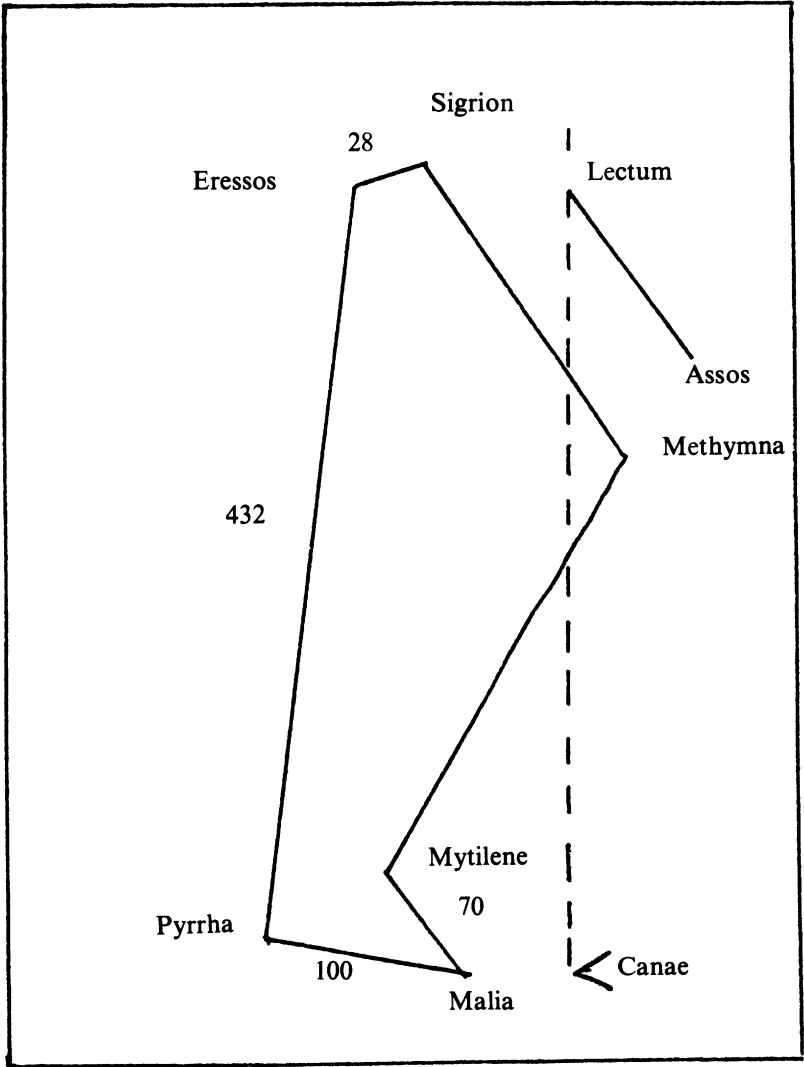 Sigrion
28
Lectum
Eressos
Assos
Methymna
432
Mytilene
70
Pyrrha
100
Canae
Malia